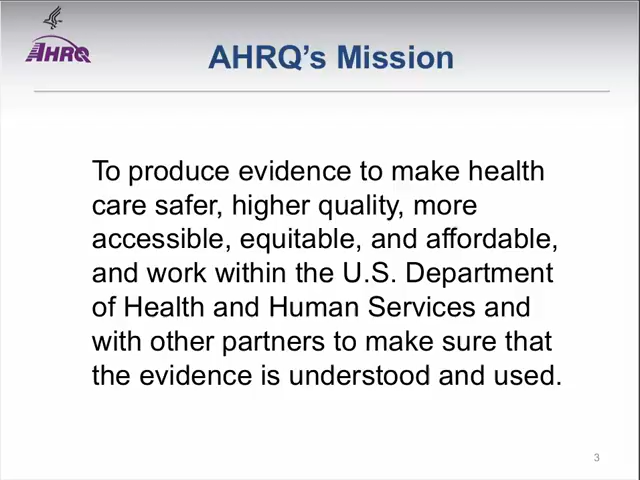 AHRQ
AHRQ's Mission
To produce evidence to make health
care safer, higher quality, more
accessible, equitable, and affordable,
and work within the U.S. Department
of Health and Human Services and
with other partners to make sure that
the evidence is understood and used.
3